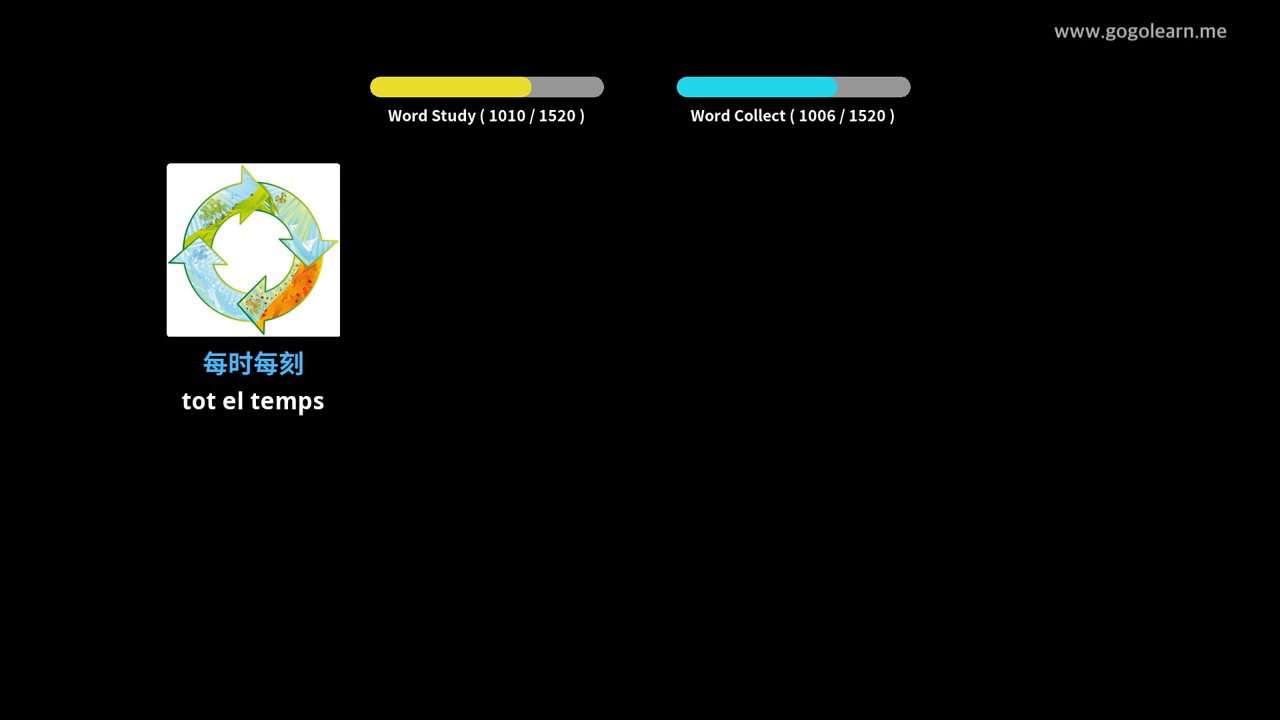 www.gogolearn.me
Word Study ( 1010 / 1520 )
Word Collect ( 1006 / 1520 )
每时每刻
tot el temps